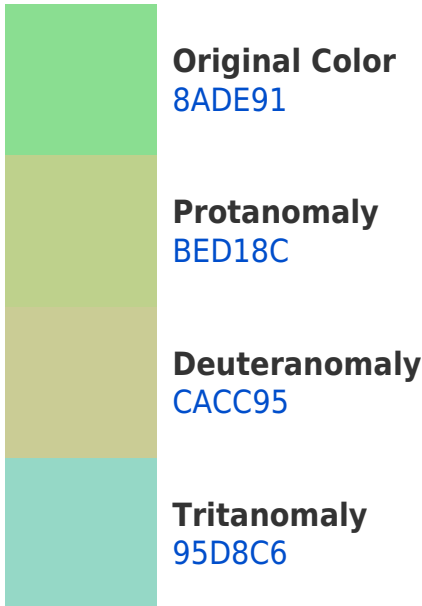 Original Color
8ADE91
Protanomaly
BED18C
Deuteranomaly
CACC95
Tritanomaly
95D8C6